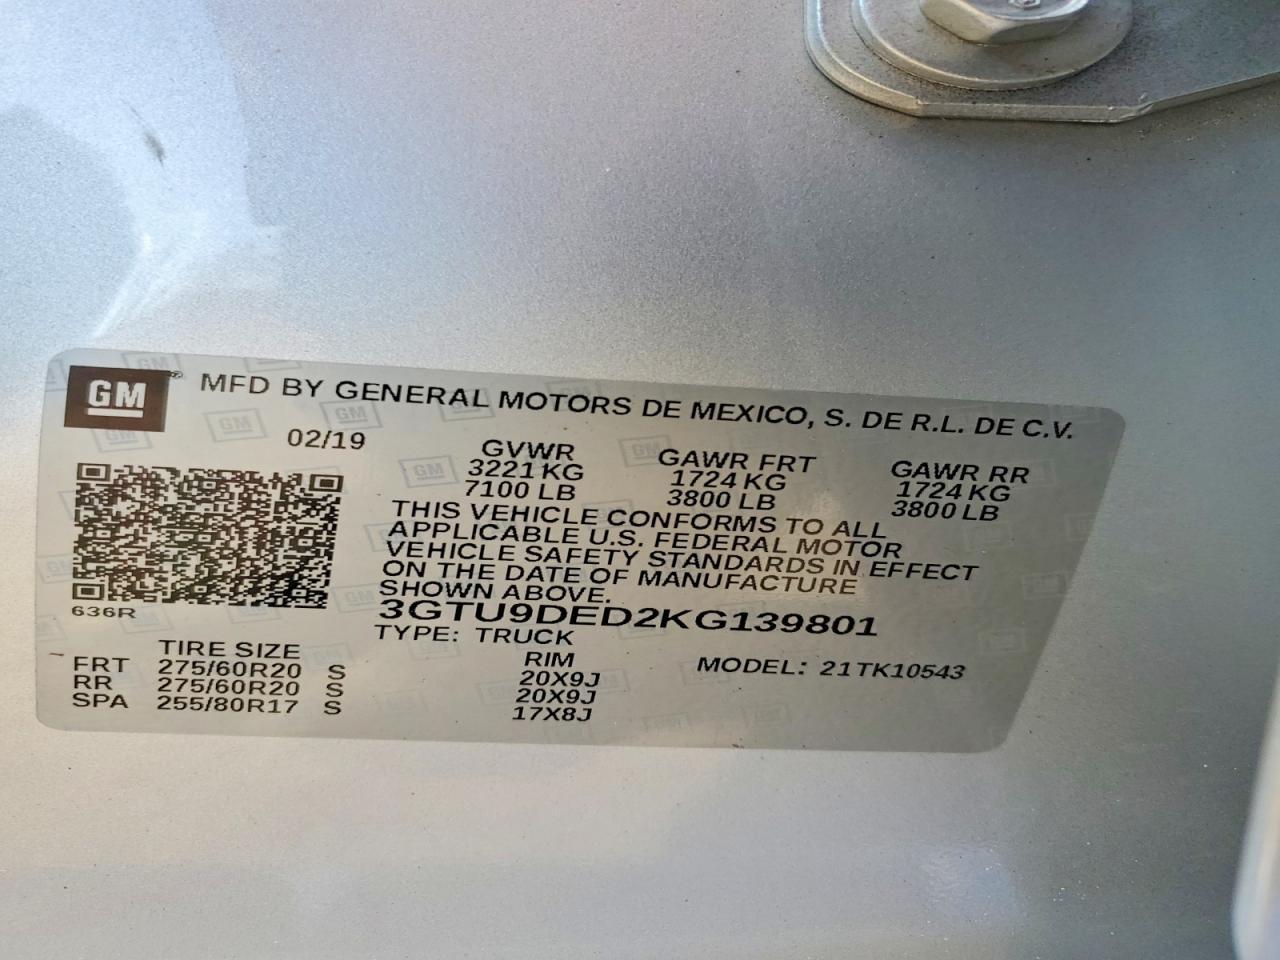 GM ® MFD BY GENERAL MOTORS DE MEXICO, S. DE R.L. DE C.V.
02/19
GVWR GAWR FRT GAWR RR
3221 KG 1724 KG 1724 KG
7100 LB 3800 LB 3800 LB
THIS VEHICLE CONFORMS TO ALL
APPLICABLE U.S. FEDERAL MOTOR
VEHICLE SAFETY STANDARDS IN EFFECT
ON THE DATE OF MANUFACTURE
SHOWN ABOVE.
636R
3GTU9DED2KG139801
TYPE: TRUCK
TIRE SIZE RIM MODEL: 21TK10543
FRT 275/60R20 S 20X9J
RR 275/60R20 S 20X9J
SPA 255/80R17 S 17X8J